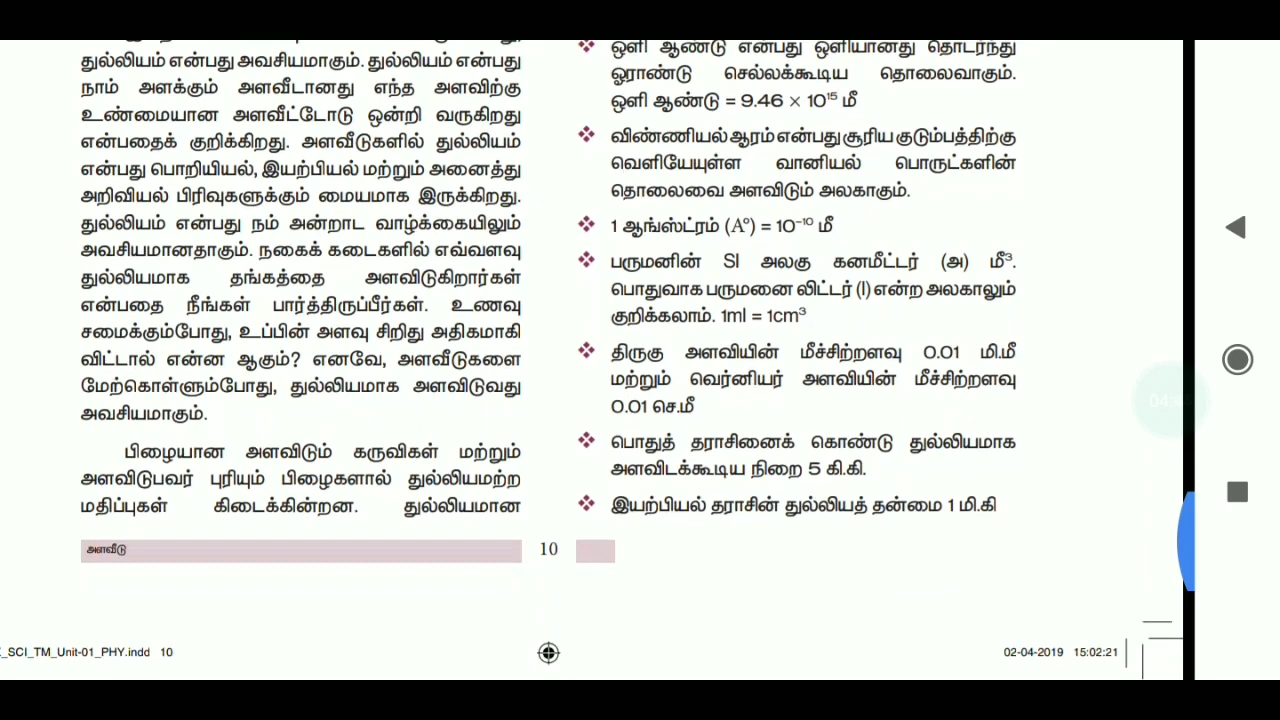 துல்லியம் என்பது அவசியமாகும். துல்லியம் என்பது
நாம் அளக்கும் அளவீடானது எந்த அளவிற்கு
உண்மையான அளவீட்டோடு ஒன்றி வருகிறது
என்பதைக் குறிக்கிறது. அளவீடுகளில் துல்லியம்
என்பது பொறியியல், இயற்பியல் மற்றும் அனைத்து
அறிவியல் பிரிவுகளுக்கும் மையமாக இருக்கிறது.
துல்லியம் என்பது நம் அன்றாட வாழ்க்கையிலும்
அவசியமானதாகும். நகைக் கடைகளில் எவ்வளவு
துல்லியமாக தங்கத்தை அளவிடுகிறார்கள்
என்பதை நீங்கள் பார்த்திருப்பீர்கள். உணவு
சமைக்கும்போது, உப்பின் அளவு சிறிது அதிகமாகி
விட்டால் என்ன ஆகும்? எனவே, அளவீடுகளை
மேற்கொள்ளும்போது, துல்லியமாக அளவிடுவது
அவசியமாகும்.
பிழையான அளவிடும் கருவிகள் மற்றும்
அளவிடுபவர் புரியும் பிழைகளால் துல்லியமற்ற
மதிப்புகள் கிடைக்கின்றன. துல்லியமான
❖ ஒளி ஆண்டு என்பது ஒளியானது தொடர்ந்து
ஓராண்டு செல்லக்கூடிய தொலைவாகும்.
ஒளி ஆண்டு = 9.46 × 10¹⁵ மீ
❖ விண்ணியல் ஆரம் என்பது சூரிய குடும்பத்திற்கு
வெளியேயுள்ள வானியல் பொருட்களின்
தொலைவை அளவிடும் அலகாகும்.
❖ 1 ஆங்ஸ்ட்ரம் (A°) = 10⁻¹⁰ மீ
❖ பருமனின் SI அலகு கனமீட்டர் (அ) மீ³.
பொதுவாக பருமனை லிட்டர் (l) என்ற அலகாலும்
குறிக்கலாம். 1ml = 1cm³
❖ திருகு அளவியின் மீச்சிற்றளவு 0.01 மி.மீ
மற்றும் வெர்னியர் அளவியின் மீச்சிற்றளவு
0.01 செ.மீ
❖ பொதுத் தராசினைக் கொண்டு துல்லியமாக
அளவிடக்கூடிய நிறை 5 கி.கி.
❖ இயற்பியல் தராசின் துல்லியத் தன்மை 1 மி.கி
அளவீடு
10
_SCI_TM_Unit-01_PHY.indd 10
02-04-2019 15:02:21